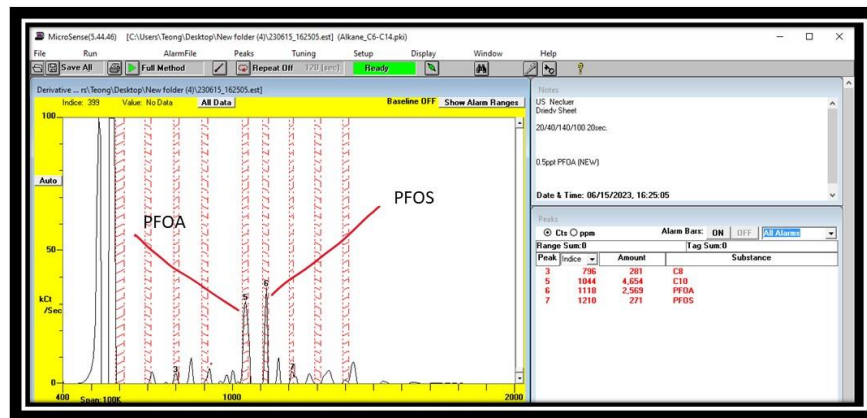 MicroSense(5.44.46) [C:\Users\Teong\Desktop\New folder (4)\230615_162505.est] (Alkane_C6-C14.pki)
File Run AlarmFile Peaks Tuning Setup Display Window Help
Save All Full Method Repeat Off 120 (sec) Ready
Derivative ... rs\Teong\Desktop\New folder (4)\230615_162505.est]
Indice: 399 Value: No Data All Data Baseline OFF Show Alarm Ranges
100
Auto
PFOA
PFOS
50
kCt
/Sec
5
6
3
0
400 Span:100K 1000 2000
Notes
US Necluer
Driedv Sheet
20/40/140/100 20sec.
0.5ppt PFOA (NEW)
Date & Time: 06/15/2023, 16:25:05
Peaks
Cts ppm Alarm Bars: ON OFF All Alarms
Range Sum:0 Tag Sum:0
Peak Indice Amount Substance
3 796 281 C8
5 1044 4,654 C10
6 1118 2,569 PFOA
7 1210 271 PFOS